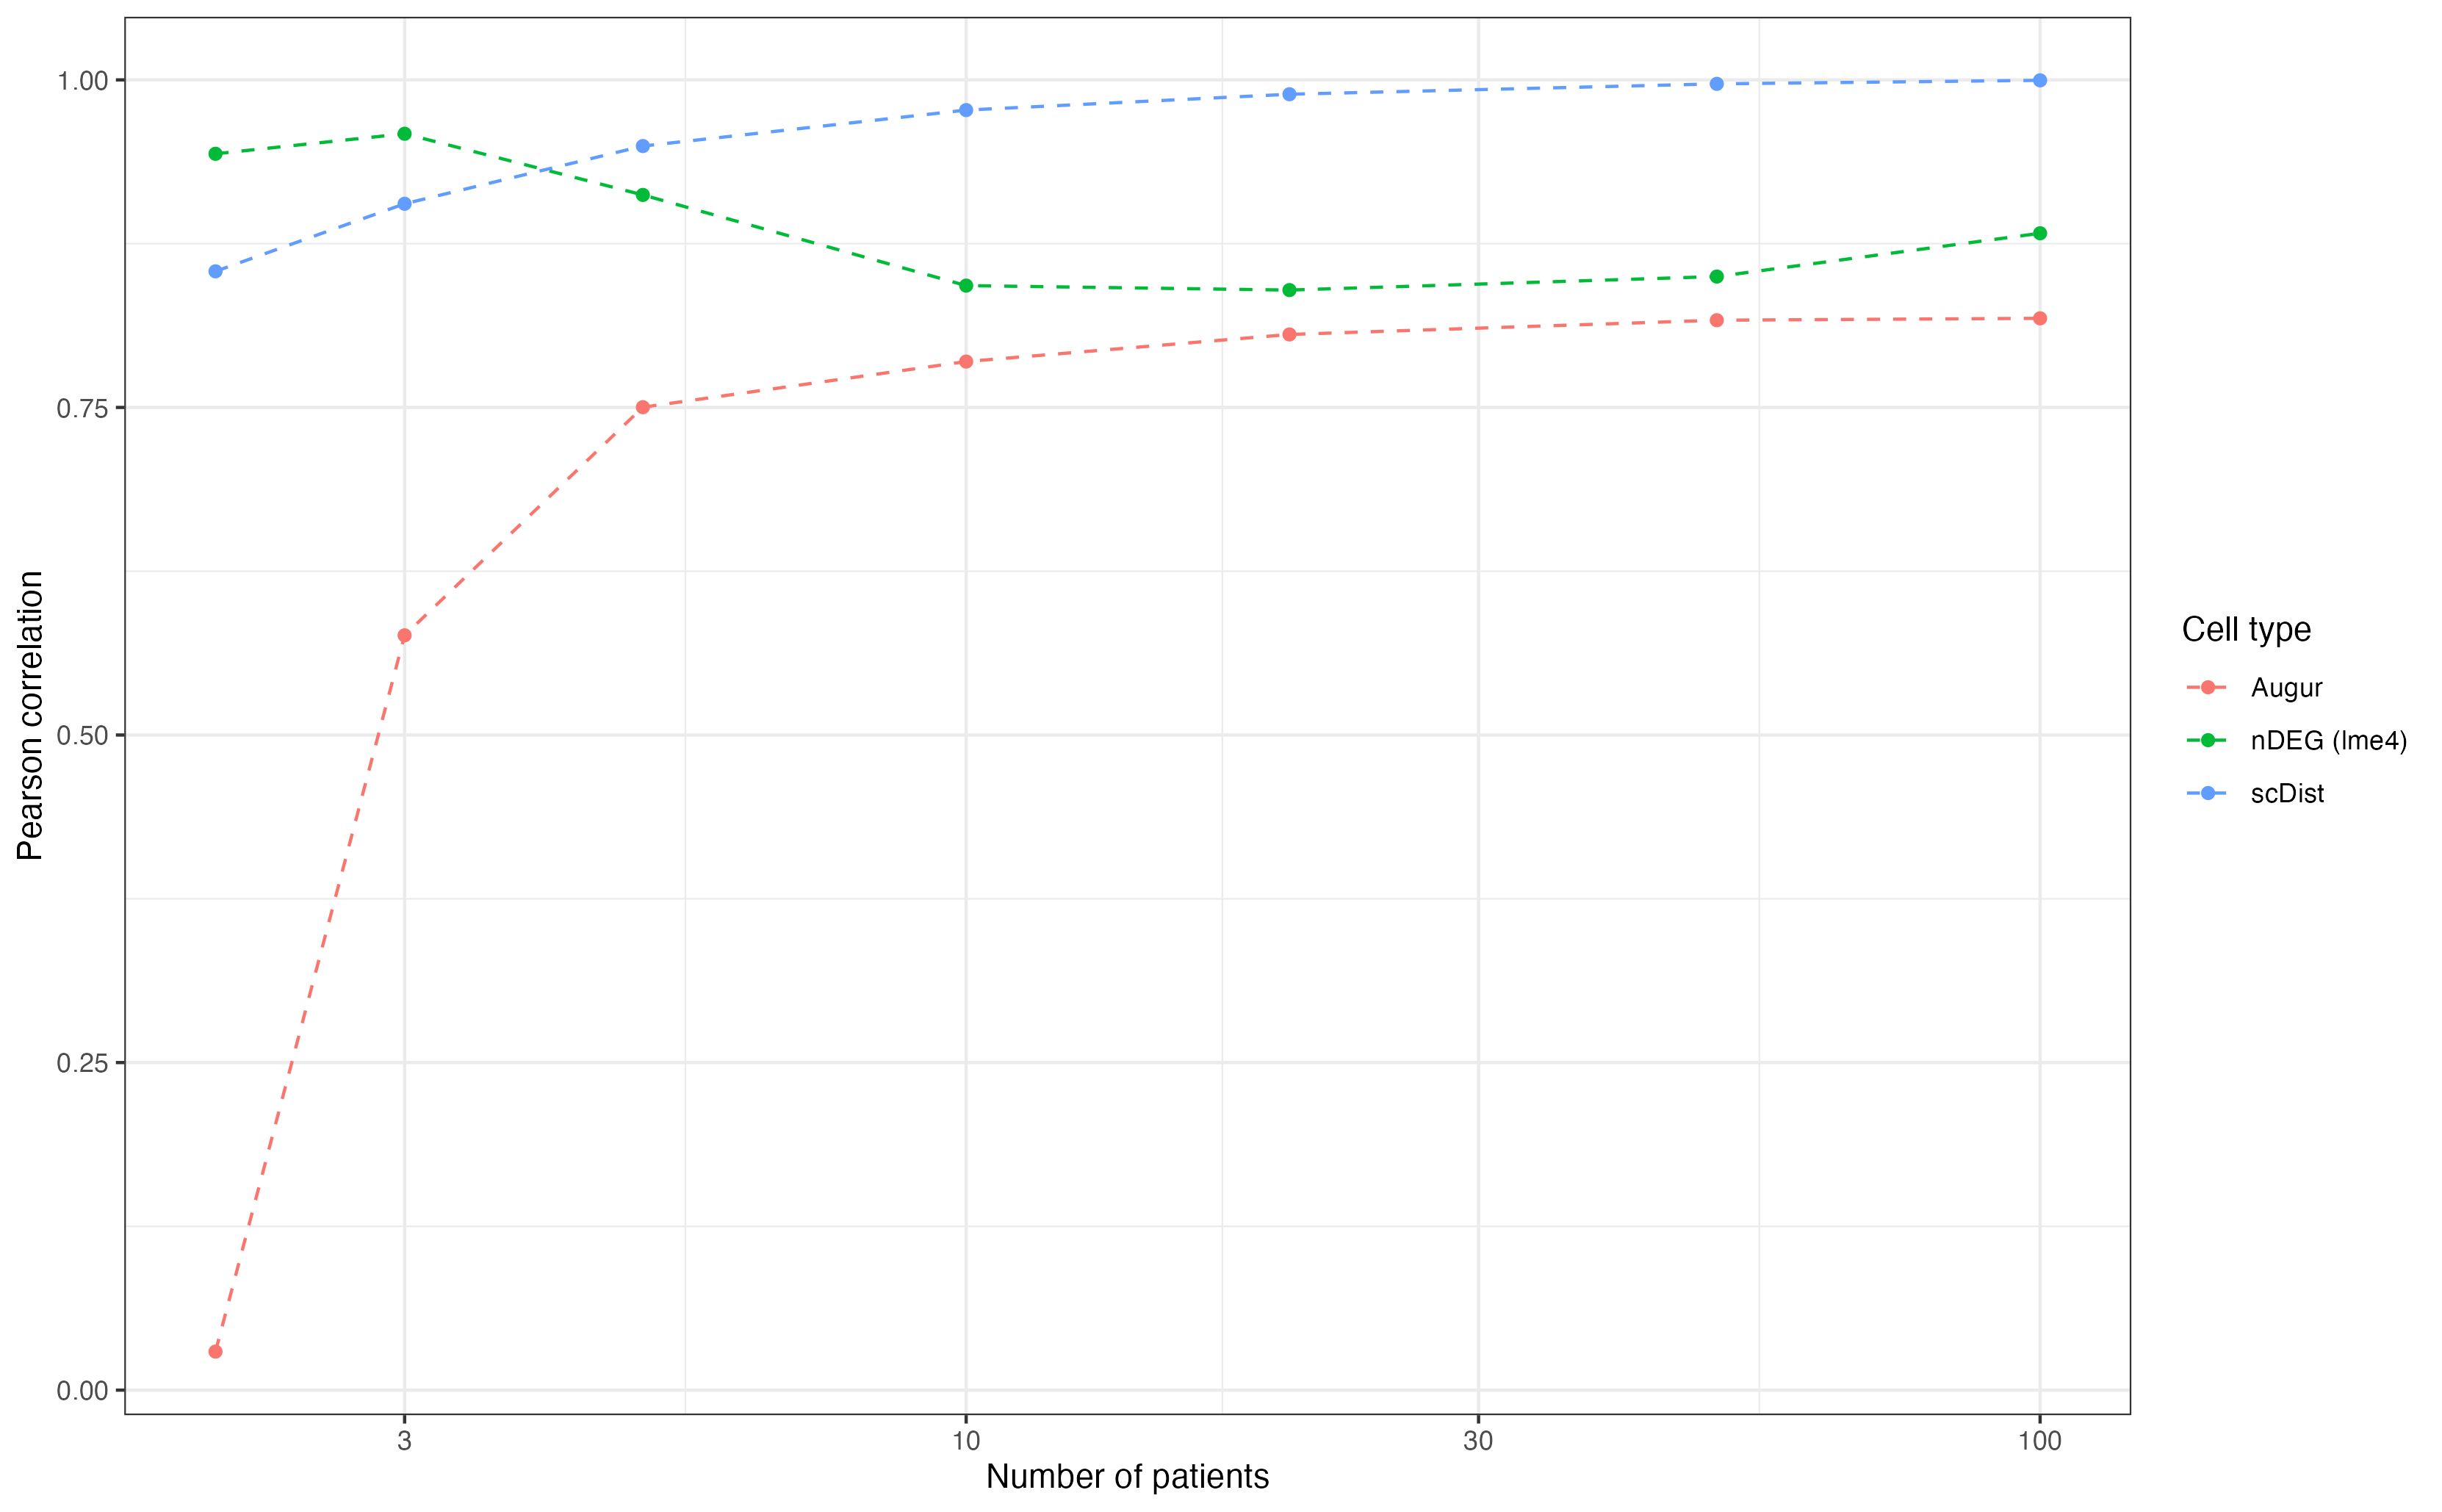 Pearson correlation
1.00
0.75
0.50
0.25
0.00
3
10
30
100
Number of patients
Cell type
Augur
nDEG (lme4)
scDist